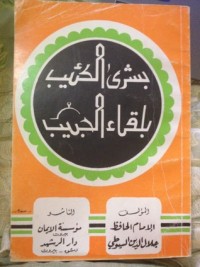 بشرى الكئيب
بلقاء الحبيب
المؤلف
الإمام الحافظ
جلال الدين السيوطي
الناشر
مؤسسة الإيمان
دار الرشيد